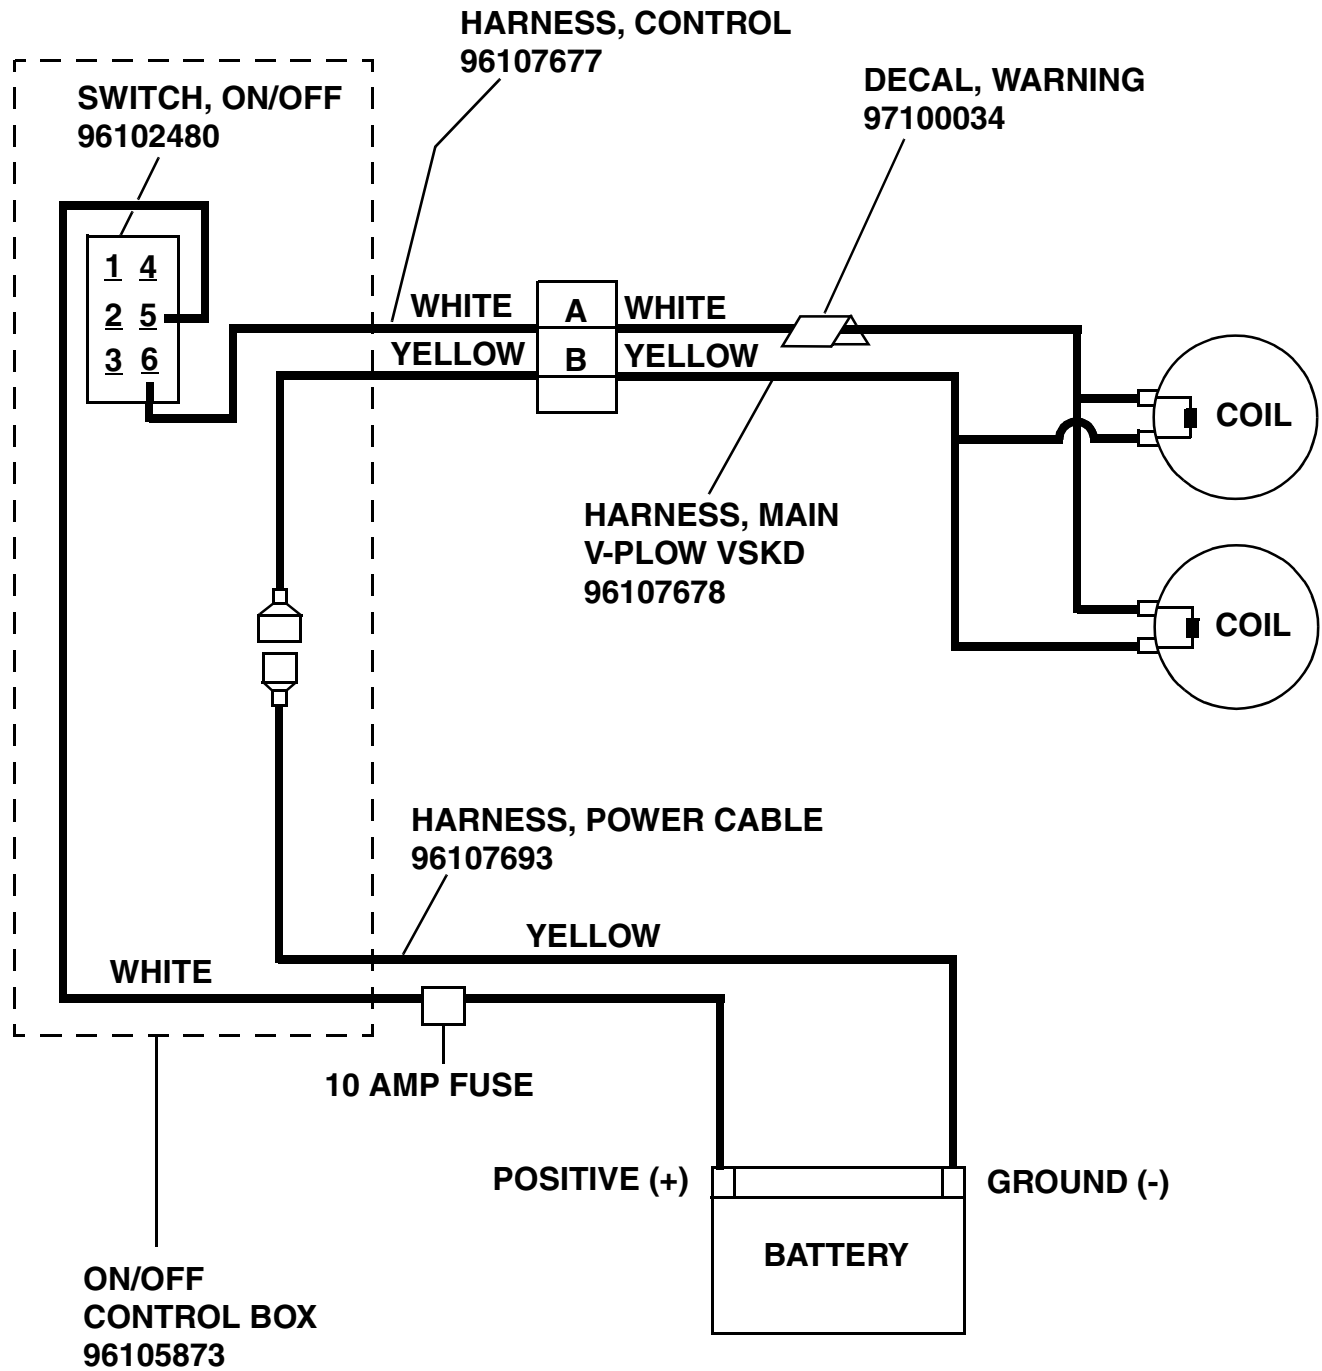 HARNESS, CONTROL
96107677
DECAL, WARNING
97100034
SWITCH, ON/OFF
96102480
1 4
2 5
3 6
WHITE
A
WHITE
YELLOW
B
YELLOW
COIL
HARNESS, MAIN
V-PLOW VSKD
96107678
COIL
HARNESS, POWER CABLE
96107693
YELLOW
WHITE
10 AMP FUSE
POSITIVE (+)
GROUND (-)
BATTERY
ON/OFF
CONTROL BOX
96105873